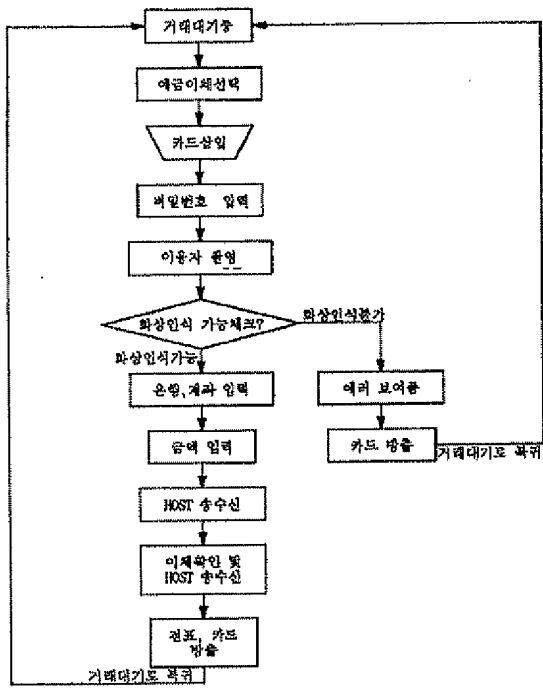 거래대기중
예금이체선택
카드삽입
비밀번호 입력
이용자 촬영
화상인식 가능체크?
화상인식불가
화상인식가능
은행,계좌 입력
에러 보여줌
금액 입력
카드 방출
거래대기로 복귀
HOST 송수신
이체확인 및
HOST 송수신
전표, 카드
방출
거래대기로 복귀